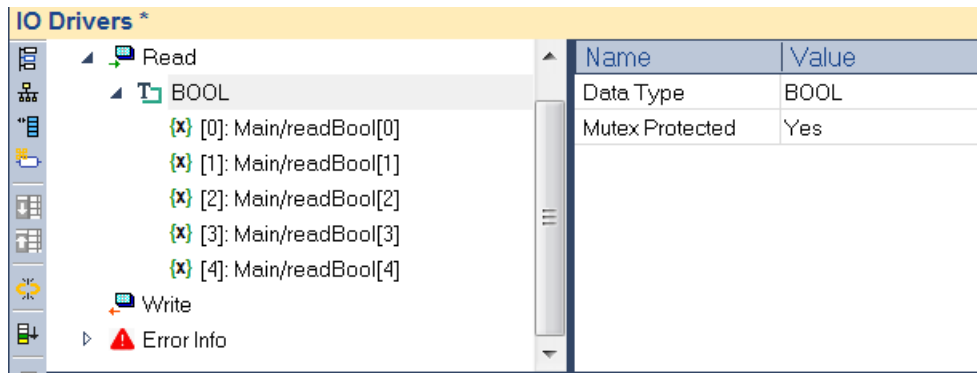 IO Drivers *
Read
BOOL
{x} [0]: Main/readBool[0]
{x} [1]: Main/readBool[1]
{x} [2]: Main/readBool[2]
{x} [3]: Main/readBool[3]
{x} [4]: Main/readBool[4]
Write
Error Info
Name Value
Data Type BOOL
Mutex Protected Yes